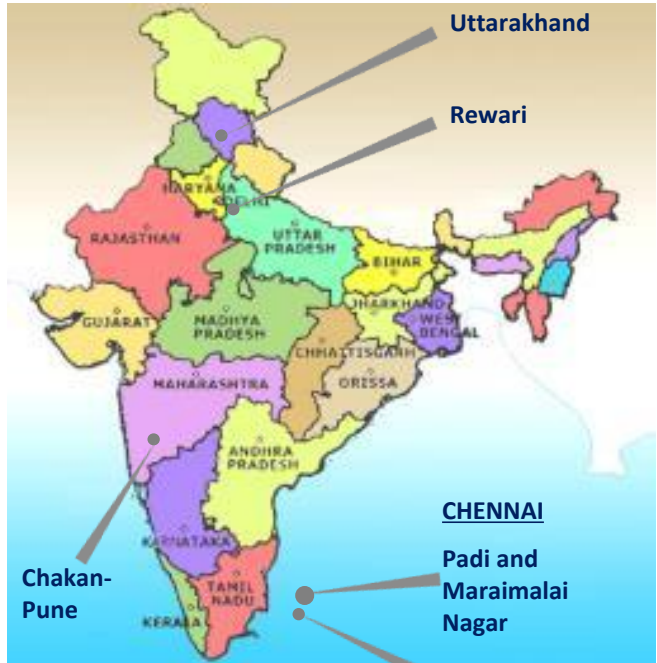 Uttarakhand
Rewari
HARYANA
DELHI
RAJASTHAN
UTTAR
PRADESH
BIHAR
JHARKHAND
WEST
BENGAL
GUJARAT
MADHYA
PRADESH
CHHATTISGARH
ORISSA
MAHARASHTRA
ANDHRA
PRADESH
KARNATAKA
CHENNAI
Padi and
Maraimalai
Nagar
Chakan-
Pune
TAMIL
NADU
KERALA